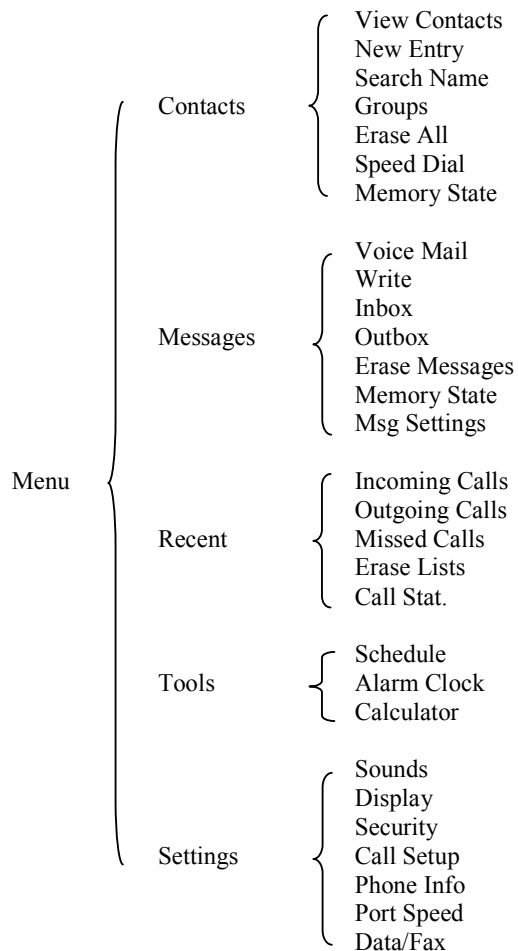 Menu
Contacts
View Contacts
New Entry
Search Name
Groups
Erase All
Speed Dial
Memory State
Messages
Voice Mail
Write
Inbox
Outbox
Erase Messages
Memory State
Msg Settings
Recent
Incoming Calls
Outgoing Calls
Missed Calls
Erase Lists
Call Stat.
Tools
Schedule
Alarm Clock
Calculator
Settings
Sounds
Display
Security
Call Setup
Phone Info
Port Speed
Data/Fax